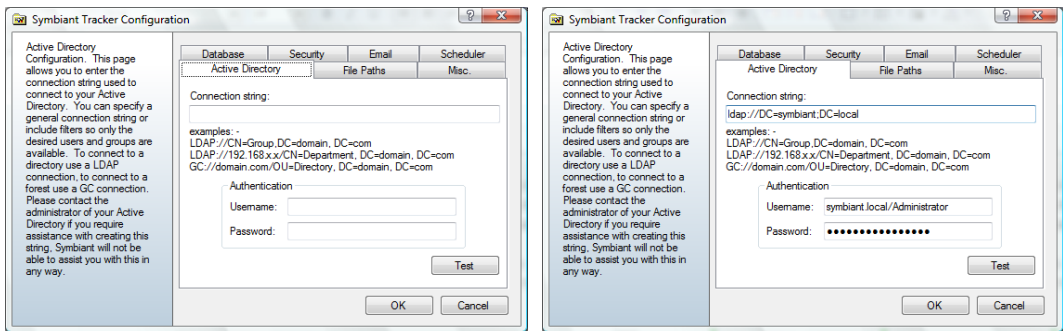 Symbiant Tracker Configuration
Active Directory
Configuration. This page
allows you to enter the
connection string used to
connect to your Active
Directory. You can specify a
general connection string or
include filters so only the
desired users and groups are
available. To connect to a
directory use a LDAP
connection, to connect to a
forest use a GC connection.
Please contact the
administrator of your Active
Directory if you require
assistance with creating this
string, Symbiant will not be
able to assist you with this in
any way.
Database Security Email Scheduler
Active Directory File Paths Misc.
Connection string:
examples: -
LDAP://CN=Group,DC=domain, DC=com
LDAP://192.168.x.x/CN=Department, DC=domain, DC=com
GC://domain.com/OU=Directory, DC=domain, DC=com
Authentication
Username:
Password:
Test
OK Cancel
Symbiant Tracker Configuration
Active Directory
Configuration. This page
allows you to enter the
connection string used to
connect to your Active
Directory. You can specify a
general connection string or
include filters so only the
desired users and groups are
available. To connect to a
directory use a LDAP
connection, to connect to a
forest use a GC connection.
Please contact the
administrator of your Active
Directory if you require
assistance with creating this
string, Symbiant will not be
able to assist you with this in
any way.
Database Security Email Scheduler
Active Directory File Paths Misc.
Connection string:
ldap://DC=symbiant;DC=local
examples: -
LDAP://CN=Group,DC=domain, DC=com
LDAP://192.168.x.x/CN=Department, DC=domain, DC=com
GC://domain.com/OU=Directory, DC=domain, DC=com
Authentication
Username: symbiant.local/Administrator
Password: ●●●●●●●●●●●●●●●●
Test
OK Cancel